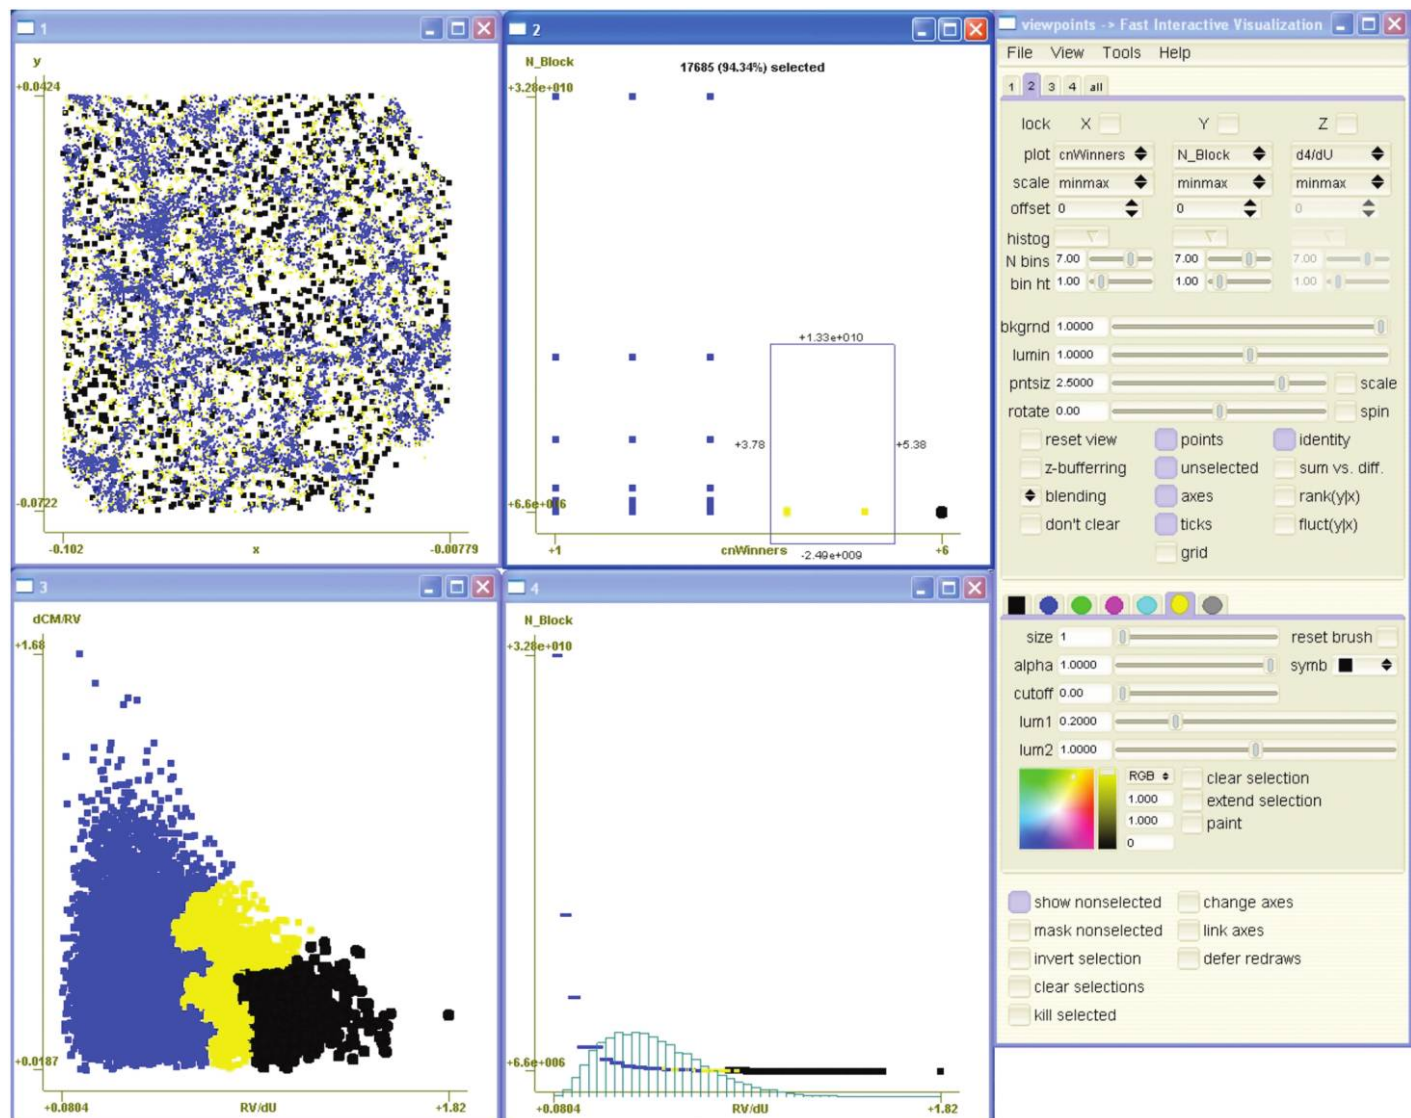 1
y
+0.0424
-0.0722
-0.102
x
-0.00779
2
N_Block
17685 (94.34%) selected
+3.28e+010
+1.33e+010
+3.78
+5.38
+1
cnWinners
-2.49e+009
+6
3
dCM/RV
+1.68
+0.0187
+0.0804
RV/dU
+1.82
4
N_Block
+3.28e+010
+6.6e+006
+0.0804
RV/dU
+1.82
viewpoints -> Fast Interactive Visualization
File View Tools Help
1 2 3 4 all
lock X Y Z
plot cnWinners N_Block d4/dU
scale minmax minmax minmax
offset 0 0 0
histog
N bins 7.00 7.00 7.00
bin ht 1.00 1.00 1.00
bkgrnd 1.0000
lumin 1.0000
pntsiz 2.5000 scale
rotate 0.00 spin
reset view points identity
z-bufferring unselected sum vs. diff.
blending axes rank(y|x)
don't clear ticks fluct(y|x)
grid
size 1 reset brush
alpha 1.0000 symb
cutoff 0.00
lum1 0.2000
lum2 1.0000
RGB clear selection
1.000 extend selection
1.000 paint
0
show nonselected change axes
mask nonselected link axes
invert selection defer redraws
clear selections
kill selected